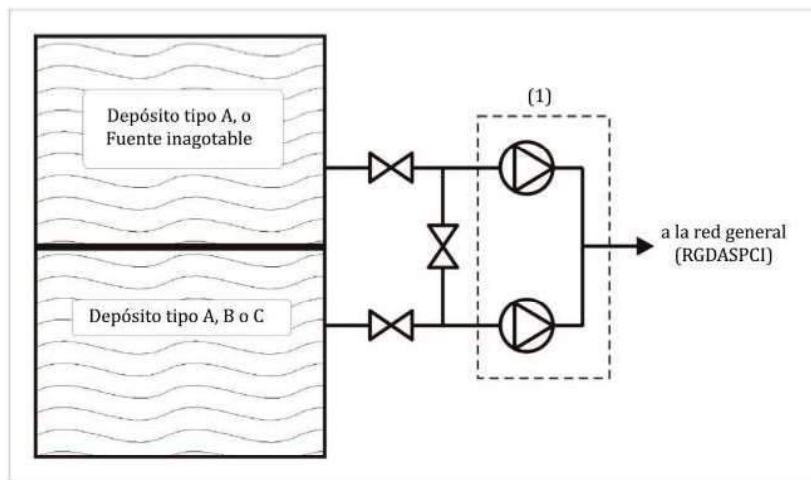 Depósito tipo A, o
Fuente inagotable
(1)
a la red general
(RGDASPCI)
Depósito tipo A, B o C